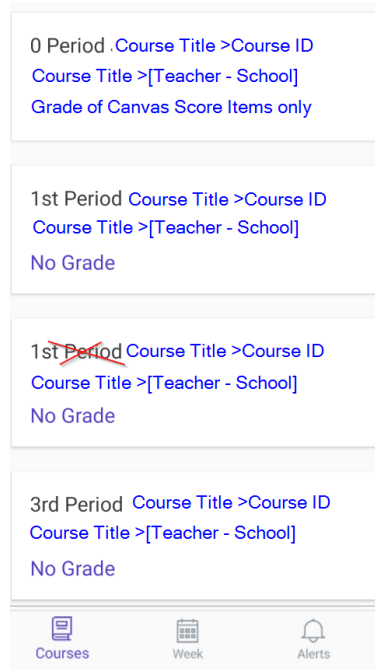 0 Period .Course Title >Course ID
Course Title >[Teacher - School]
Grade of Canvas Score Items only
1st Period Course Title >Course ID
Course Title >[Teacher - School]
No Grade
1st Period Course Title >Course ID
Course Title >[Teacher - School]
No Grade
3rd Period Course Title >Course ID
Course Title >[Teacher - School]
No Grade
Courses Week Alerts